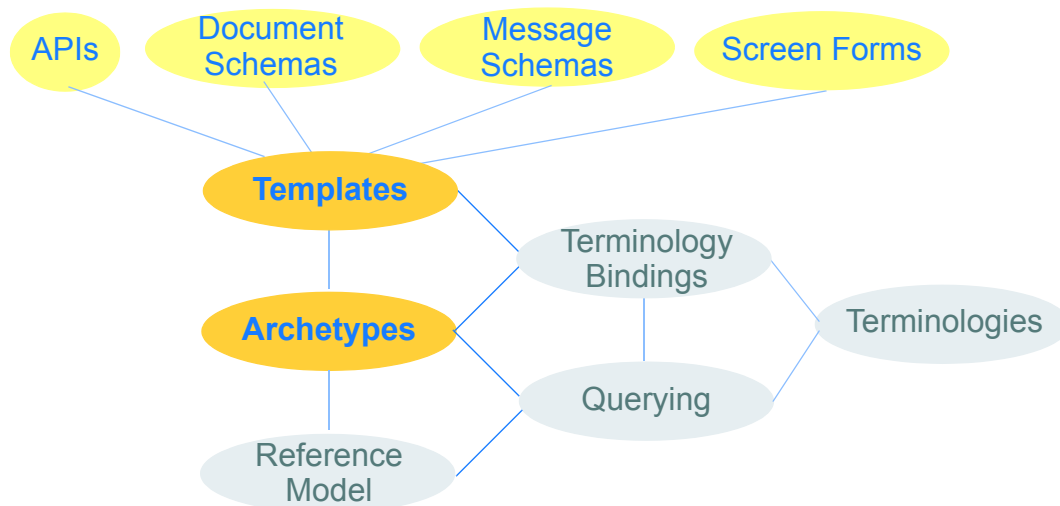 APIs
Document
Schemas
Message
Schemas
Screen Forms
Templates
Terminology
Bindings
Archetypes
Terminologies
Querying
Reference
Model